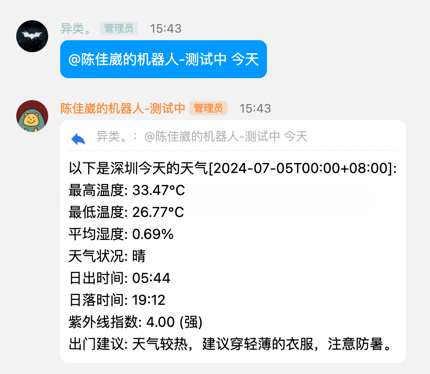 异类。 管理员 15:43
@陈佳崴的机器人-测试中 今天
陈佳崴的机器人-测试中 管理员 15:43
异类。：@陈佳崴的机器人-测试中 今天
以下是深圳今天的天气[2024-07-05T00:00+08:00]:
最高温度: 33.47°C
最低温度: 26.77°C
平均湿度: 0.69%
天气状况: 晴
日出时间: 05:44
日落时间: 19:12
紫外线指数: 4.00 (强)
出门建议: 天气较热，建议穿轻薄的衣服，注意防暑。